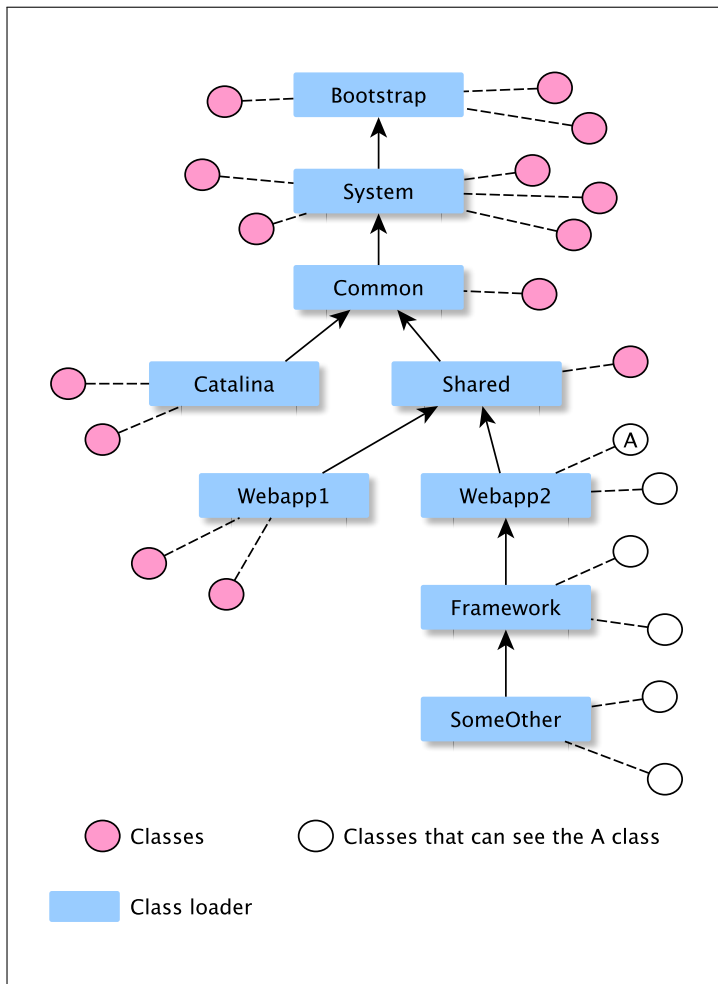 Bootstrap
System
Common
Catalina
Shared
A
Webapp1
Webapp2
Framework
SomeOther
Classes
Classes that can see the A class
Class loader